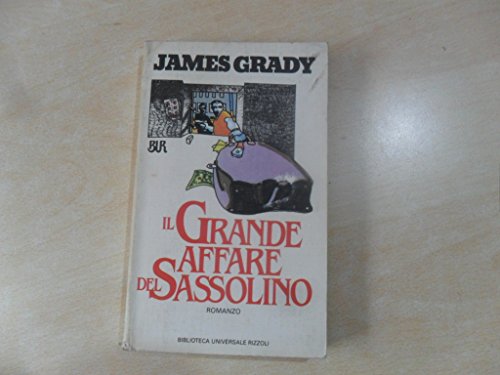 JAMES GRADY
BUR
IL GRANDE
AFFARE
DEL SASSOLINO
ROMANZO
BIBLIOTECA UNIVERSALE RIZZOLI